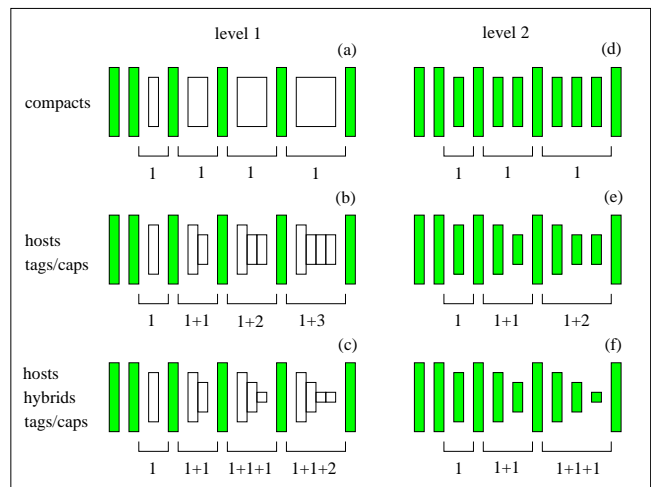 level 1 level 2
(a) (d)
compacts
1 1 1 1 1 1 1
(b) (e)
hosts
tags/caps
1 1+1 1+2 1+3 1 1+1 1+2
(c) (f)
hosts
hybrids
tags/caps
1 1+1 1+1+1 1+1+2 1 1+1 1+1+1